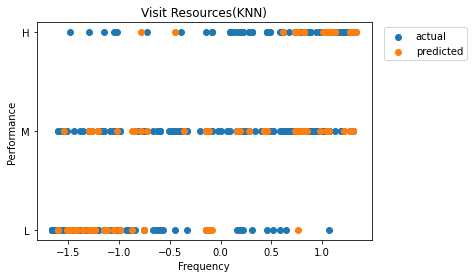 Visit Resources(KNN)
actual
predicted
H
M
L
Performance
−1.5 −1.0 −0.5 0.0 0.5 1.0
Frequency